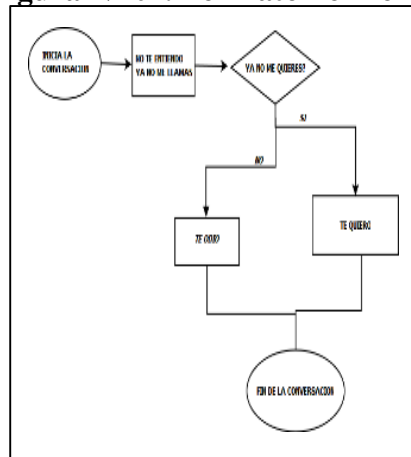 INICIA LA
CONVERSACION
NO TE ENTIENDO
YA NO ME LLAMAS
YA NO ME QUIERES?
SI
NO
TE ODIO
TE QUIERO
FIN DE LA CONVERSACION